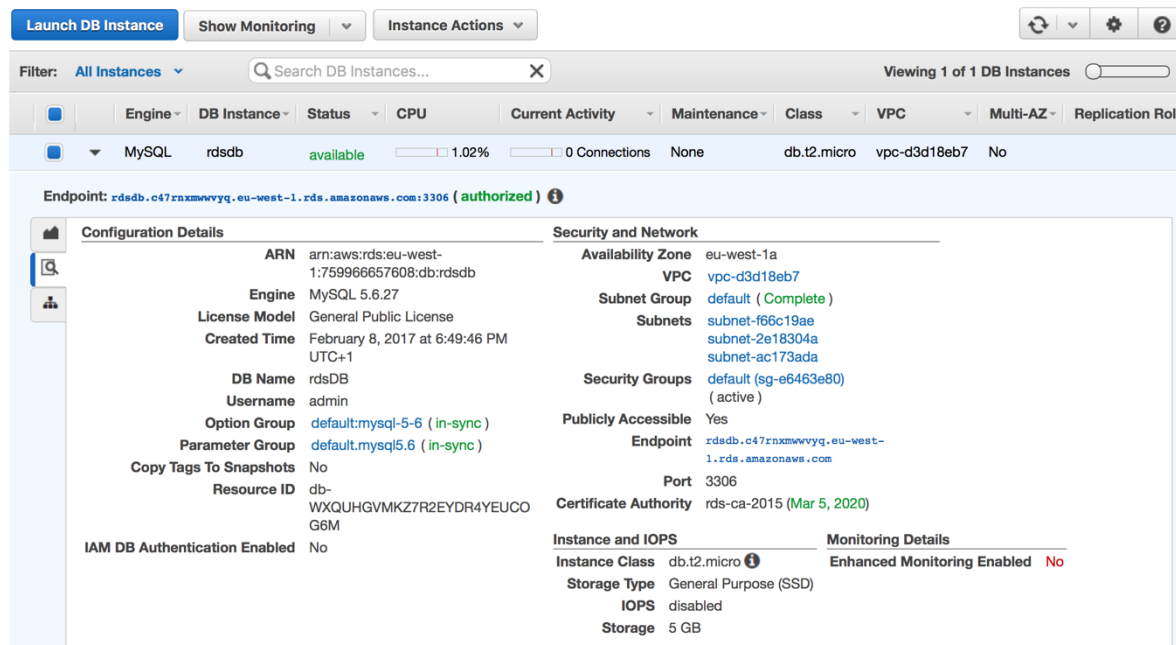 Launch DB Instance Show Monitoring Instance Actions
Filter: All Instances Search DB Instances... Viewing 1 of 1 DB Instances
Engine DB Instance Status CPU Current Activity Maintenance Class VPC Multi-AZ Replication Rol
MySQL rdsdb available 1.02% 0 Connections None db.t2.micro vpc-d3d18eb7 No
Endpoint: rdsdb.c47rnxmwwvyq.eu-west-1.rds.amazonaws.com:3306 ( authorized )
Configuration Details
ARN arn:aws:rds:eu-west-
1:759966657608:db:rdsdb
Engine MySQL 5.6.27
License Model General Public License
Created Time February 8, 2017 at 6:49:46 PM
UTC+1
DB Name rdsDB
Username admin
Option Group default:mysql-5-6 ( in-sync )
Parameter Group default.mysql5.6 ( in-sync )
Copy Tags To Snapshots No
Resource ID db-
WXQUHGVMKZ7R2EYDR4YEUCO
G6M
IAM DB Authentication Enabled No
Security and Network
Availability Zone eu-west-1a
VPC vpc-d3d18eb7
Subnet Group default ( Complete )
Subnets subnet-f66c19ae
subnet-2e18304a
subnet-ac173ada
Security Groups default (sg-e6463e80)
( active )
Publicly Accessible Yes
Endpoint rdsdb.c47rnxmwwvyq.eu-west-
1.rds.amazonaws.com
Port 3306
Certificate Authority rds-ca-2015 (Mar 5, 2020)
Instance and IOPS
Instance Class db.t2.micro
Storage Type General Purpose (SSD)
IOPS disabled
Storage 5 GB
Monitoring Details
Enhanced Monitoring Enabled No